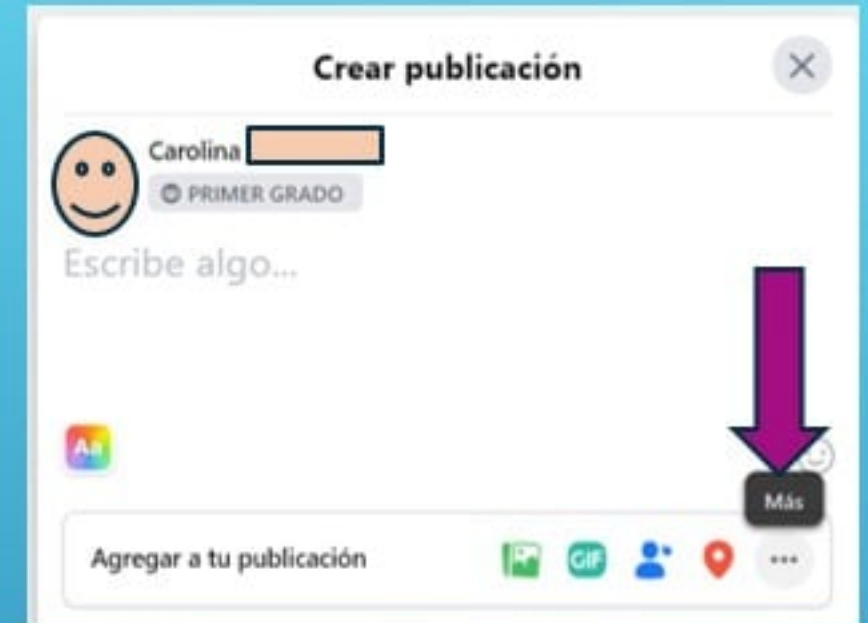 Crear publicación
Carolina
PRIMER GRADO
Escribe algo...
Aa
Más
Agregar a tu publicación
GIF